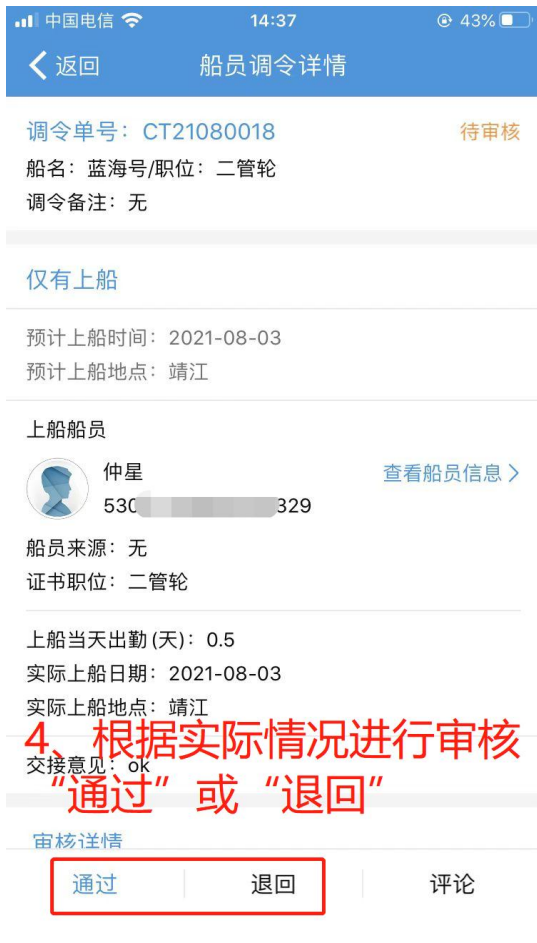 中国电信 14:37 43%
返回 船员调令详情
调令单号：CT21080018 待审核
船名：蓝海号/职位：二管轮
调令备注：无
仅有上船
预计上船时间：2021-08-03
预计上船地点：靖江
上船船员
仲星 查看船员信息
530 329
船员来源：无
证书职位：二管轮
上船当天出勤(天)：0.5
实际上船日期：2021-08-03
实际上船地点：靖江
4、根据实际情况进行审核
交接意见：ok
“通过”或“退回”
审核详情
通过 退回 评论